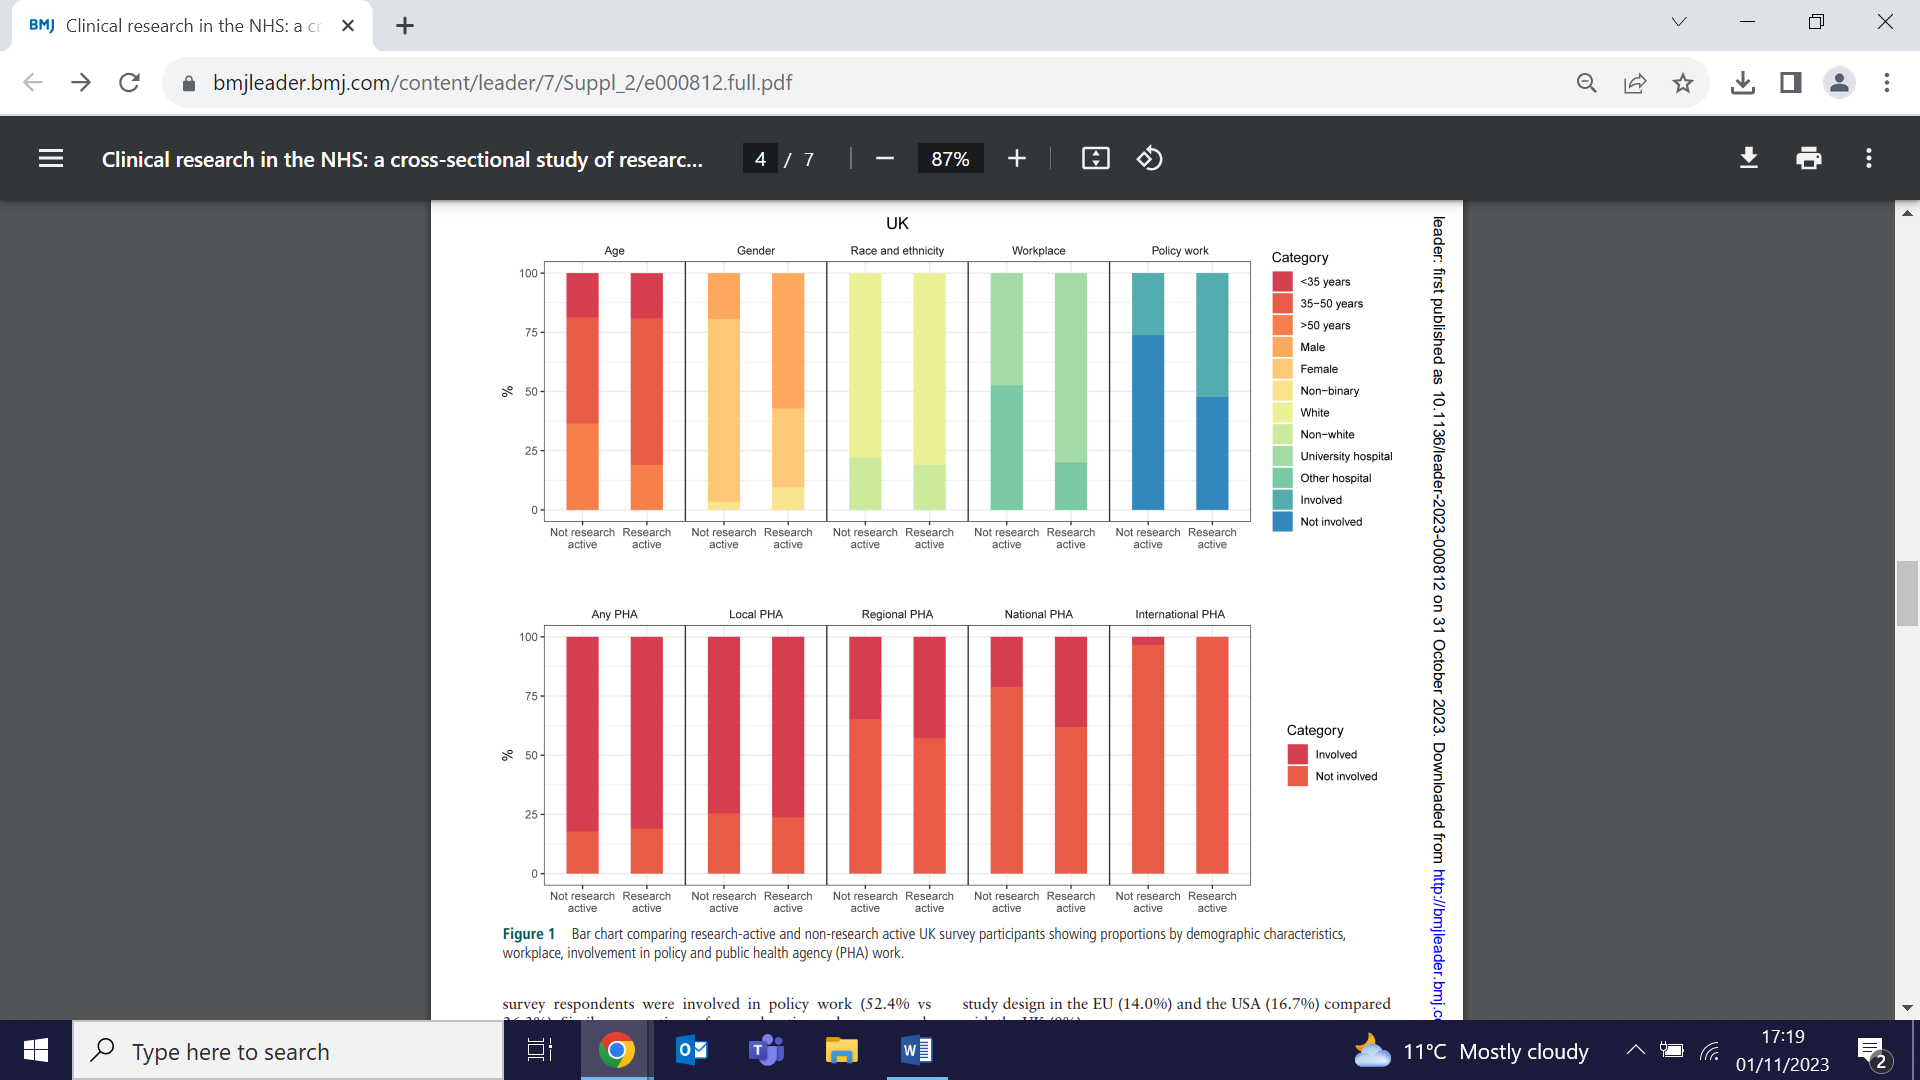 BMJ Clinical research in the NHS: a cr
bmjleader.bmj.com/content/leader/7/Suppl_2/e000812.full.pdf
Clinical research in the NHS: a cross-sectional study of researc... 4 / 7 87%
UK
Age Gender Race and ethnicity Workplace Policy work
100
75
50
25
0
%
Not research active Research active Not research active Research active Not research active Research active Not research active Research active Not research active Research active
Category
<35 years
35−50 years
>50 years
Male
Female
Non−binary
White
Non−white
University hospital
Other hospital
Involved
Not involved
Any PHA Local PHA Regional PHA National PHA International PHA
100
75
50
25
0
%
Not research active Research active Not research active Research active Not research active Research active Not research active Research active Not research active Research active
Category
Involved
Not involved
Figure 1 Bar chart comparing research-active and non-research active UK survey participants showing proportions by demographic characteristics,
workplace, involvement in policy and public health agency (PHA) work.
survey respondents were involved in policy work (52.4% vs
study design in the EU (14.0%) and the USA (16.7%) compared
leader: first published as 10.1136/leader-2023-000812 on 31 October 2023. Downloaded from http://bmjleader.bmj.c
Type here to search
11°C Mostly cloudy
17:19
01/11/2023
2